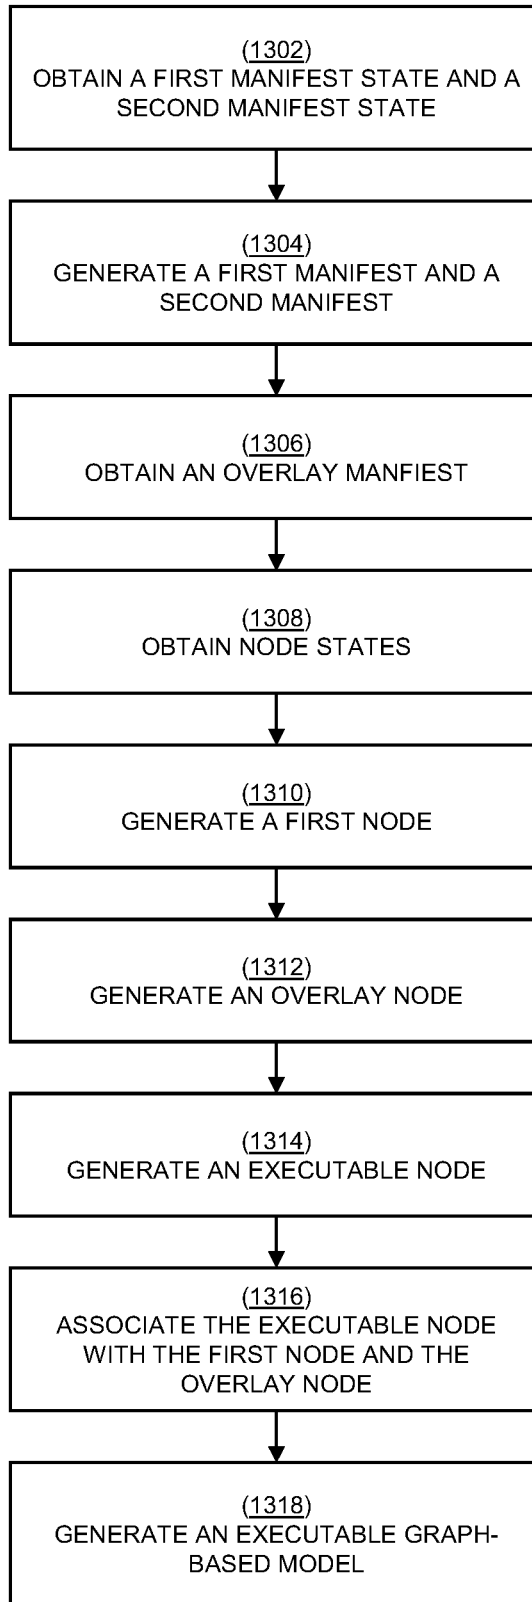 (1302)
OBTAIN A FIRST MANIFEST STATE AND A
SECOND MANIFEST STATE
(1304)
GENERATE A FIRST MANIFEST AND A
SECOND MANIFEST
(1306)
OBTAIN AN OVERLAY MANFIEST
(1308)
OBTAIN NODE STATES
(1310)
GENERATE A FIRST NODE
(1312)
GENERATE AN OVERLAY NODE
(1314)
GENERATE AN EXECUTABLE NODE
(1316)
ASSOCIATE THE EXECUTABLE NODE
WITH THE FIRST NODE AND THE
OVERLAY NODE
(1318)
GENERATE AN EXECUTABLE GRAPH-
BASED MODEL